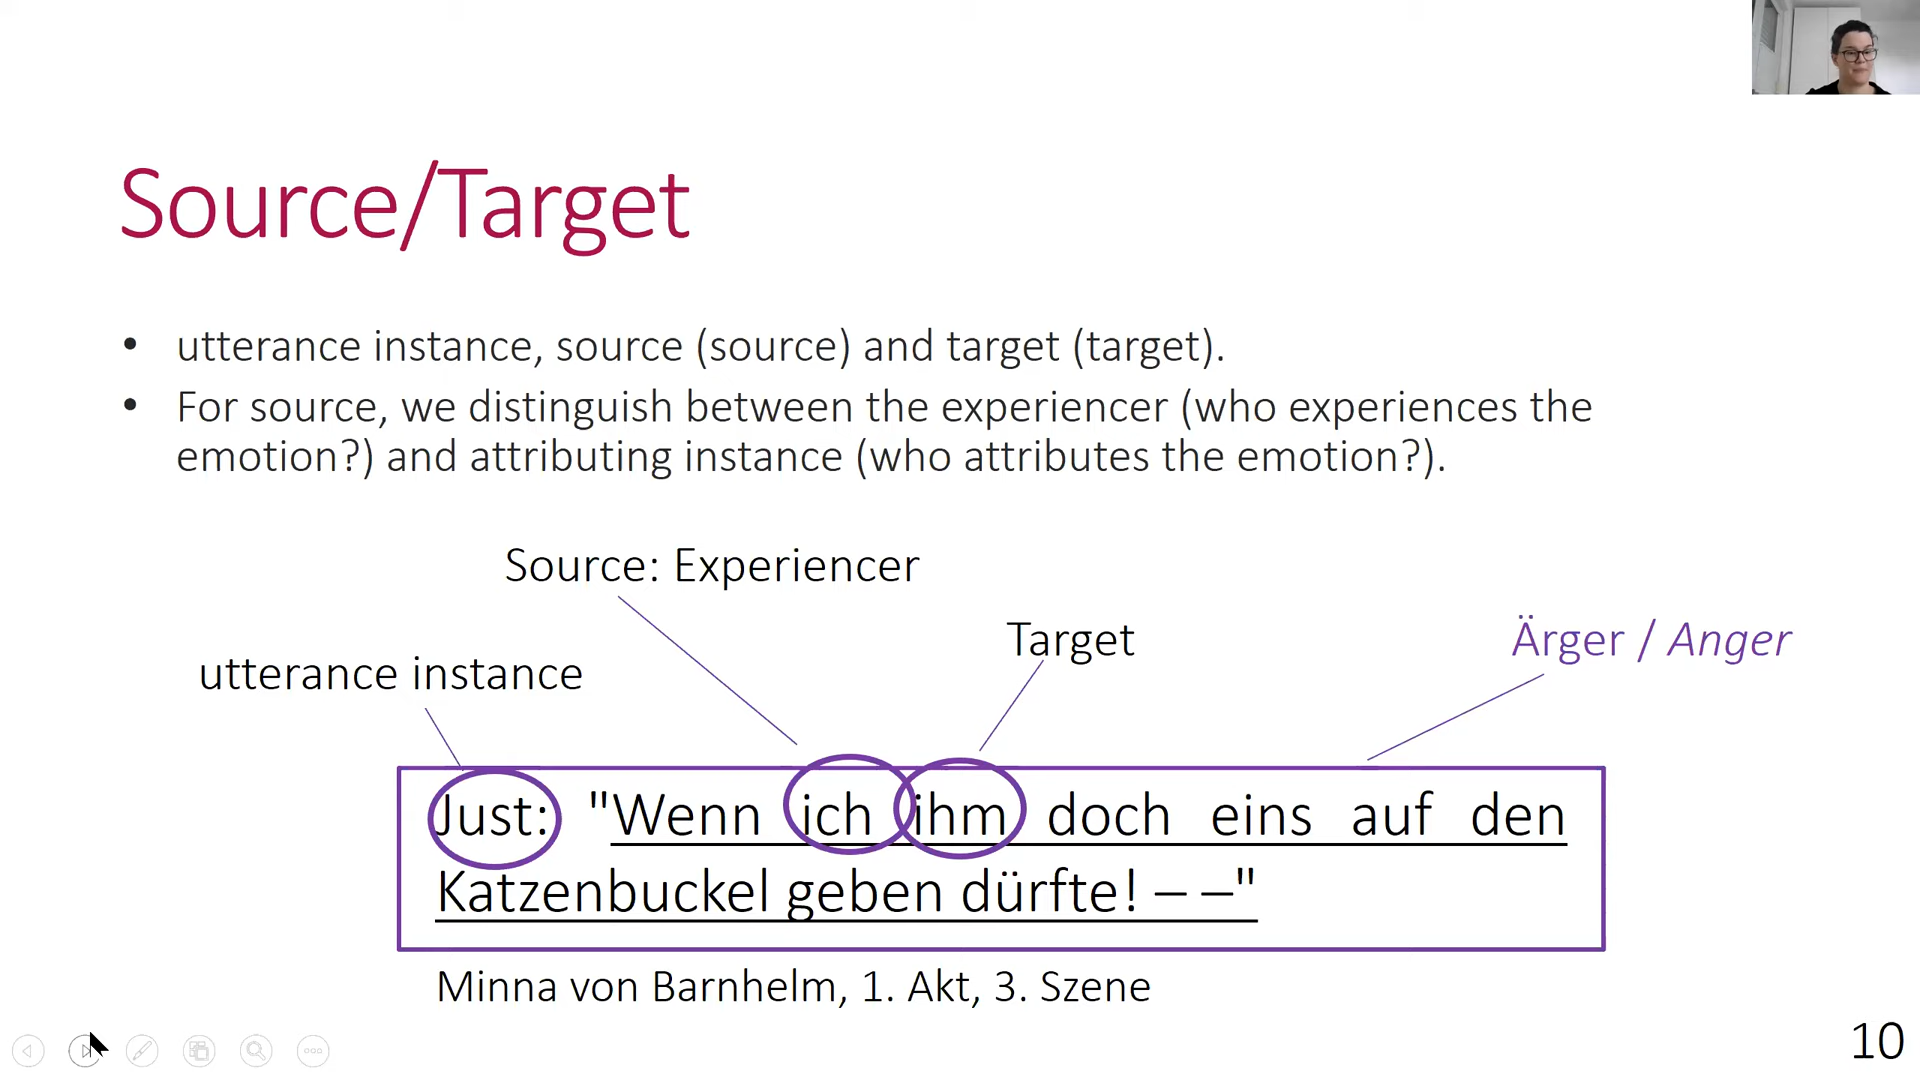 Source/Target
• utterance instance, source (source) and target (target).
• For source, we distinguish between the experiencer (who experiences the
emotion?) and attributing instance (who attributes the emotion?).
Source: Experiencer
Target
Ärger / Anger
utterance instance
Just: "Wenn ich ihm doch eins auf den
Katzenbuckel geben dürfte! – –"
Minna von Barnhelm, 1. Akt, 3. Szene
10